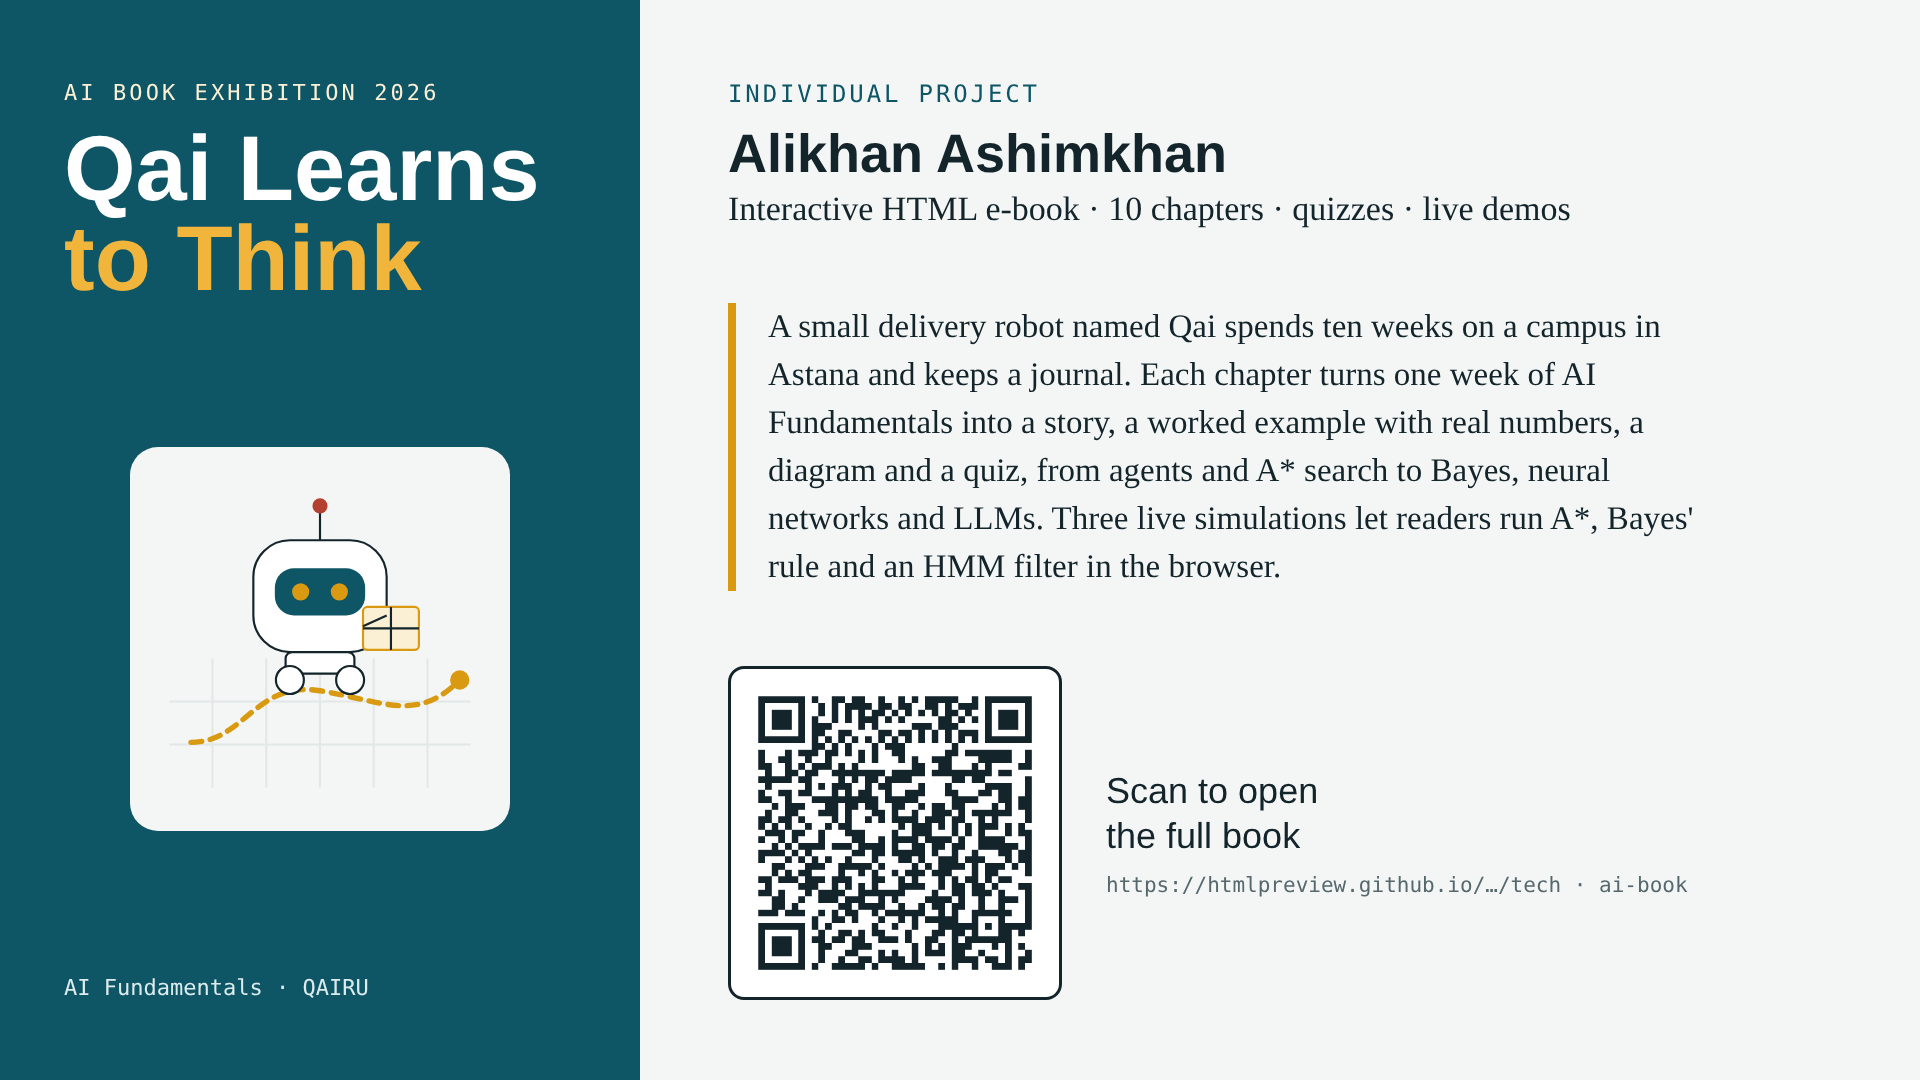 AI BOOK EXHIBITION 2026
Qai Learns
to Think
AI Fundamentals · QAIRU
INDIVIDUAL PROJECT
Alikhan Ashimkhan
Interactive HTML e-book · 10 chapters · quizzes · live demos
A small delivery robot named Qai spends ten weeks on a campus in
Astana and keeps a journal. Each chapter turns one week of AI
Fundamentals into a story, a worked example with real numbers, a
diagram and a quiz, from agents and A* search to Bayes, neural
networks and LLMs. Three live simulations let readers run A*, Bayes'
rule and an HMM filter in the browser.
Scan to open
the full book
https://htmlpreview.github.io/…/tech · ai-book